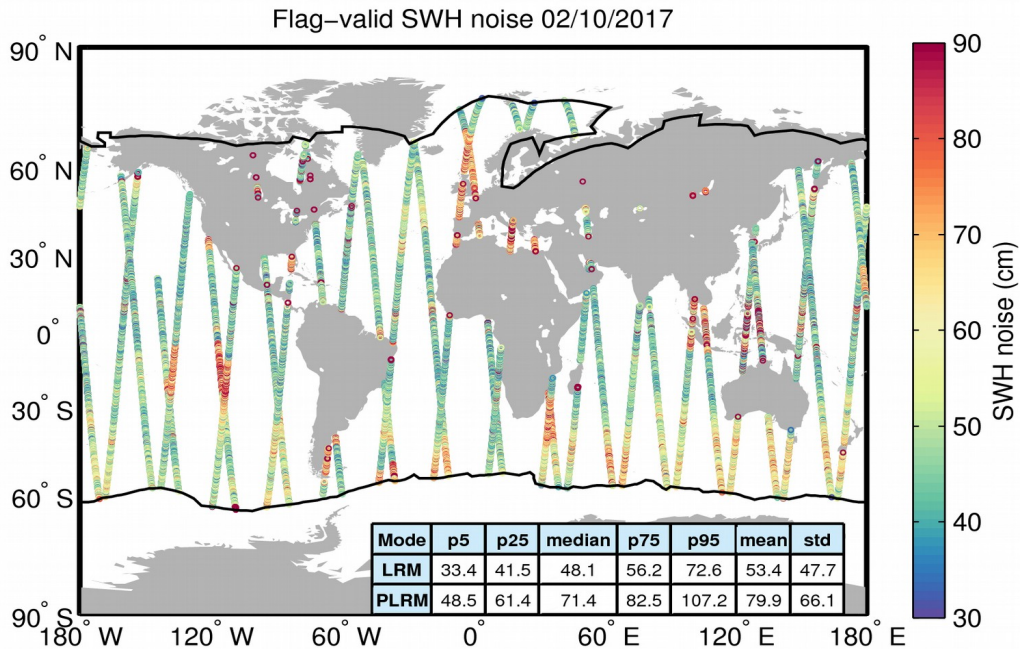 Flag−valid SWH noise 02/10/2017
90° N
60° N
30° N
0°
30° S
60° S
90° S
180° W
120° W
60° W
0°
60° E
120° E
180° E
90
80
70
60
50
40
30
SWH noise (cm)
Mode p5 p25 median p75 p95 mean std
LRM 33.4 41.5 48.1 56.2 72.6 53.4 47.7
PLRM 48.5 61.4 71.4 82.5 107.2 79.9 66.1